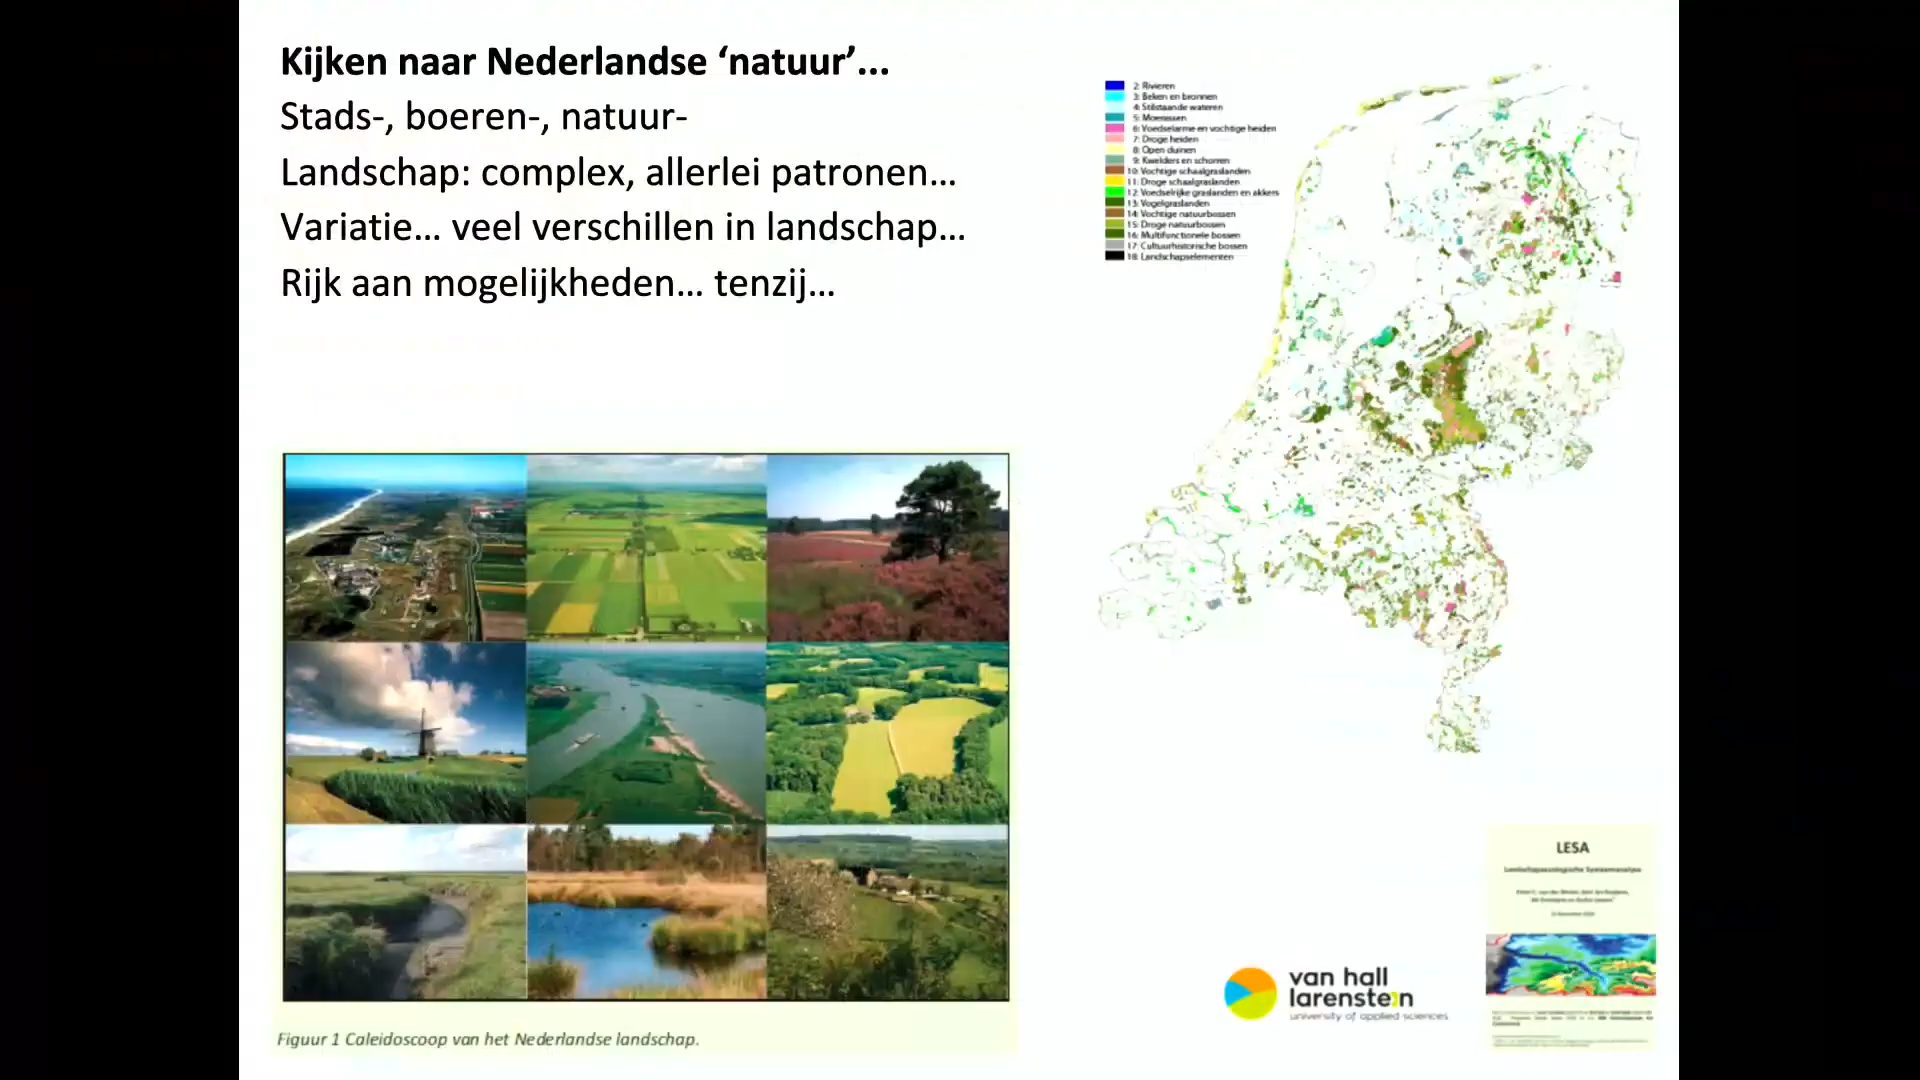 Kijken naar Nederlandse ‘natuur’...
Stads-, boeren-, natuur-
Landschap: complex, allerlei patronen...
Variatie... veel verschillen in landschap...
Rijk aan mogelijkheden... tenzij...
2: Rivieren
3: Beken en bronnen
4: Stilstaande wateren
5: Moerassen
6: Voedselarme en vochtige heiden
7: Droge heiden
8: Open duinen
9: Kwelders en schorren
10: Vochtige schaalgraslanden
11: Droge schaalgraslanden
12: Voedselrijke graslanden en akkers
13: Vogelgraslanden
14: Vochtige natuurbossen
15: Droge natuurbossen
16: Multifunctionele bossen
17: Cultuurhistorische bossen
18: Landschapselementen
Figuur 1 Caleidoscoop van het Nederlandse landschap.
van hall
larenstein
university of applied sciences
LESA
Landschapsecologische Systeemanalyse